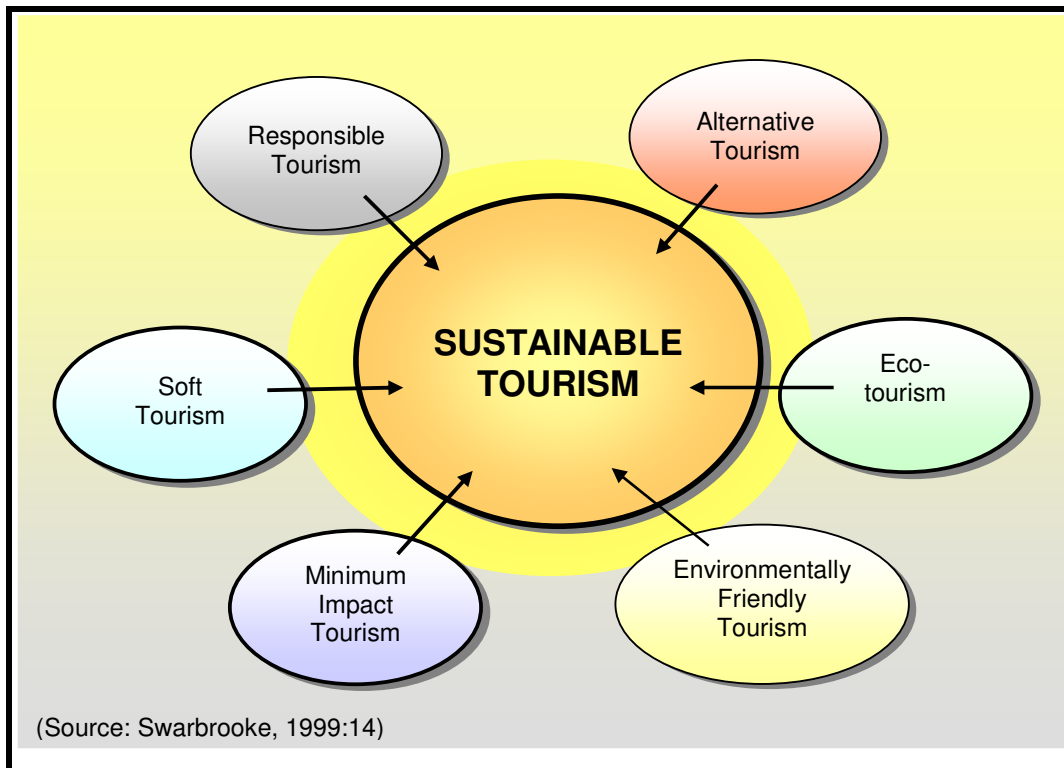 Responsible
Tourism
Alternative
Tourism
SUSTAINABLE
TOURISM
Soft
Tourism
Eco-
tourism
Minimum
Impact
Tourism
Environmentally
Friendly
Tourism
(Source: Swarbrooke, 1999:14)